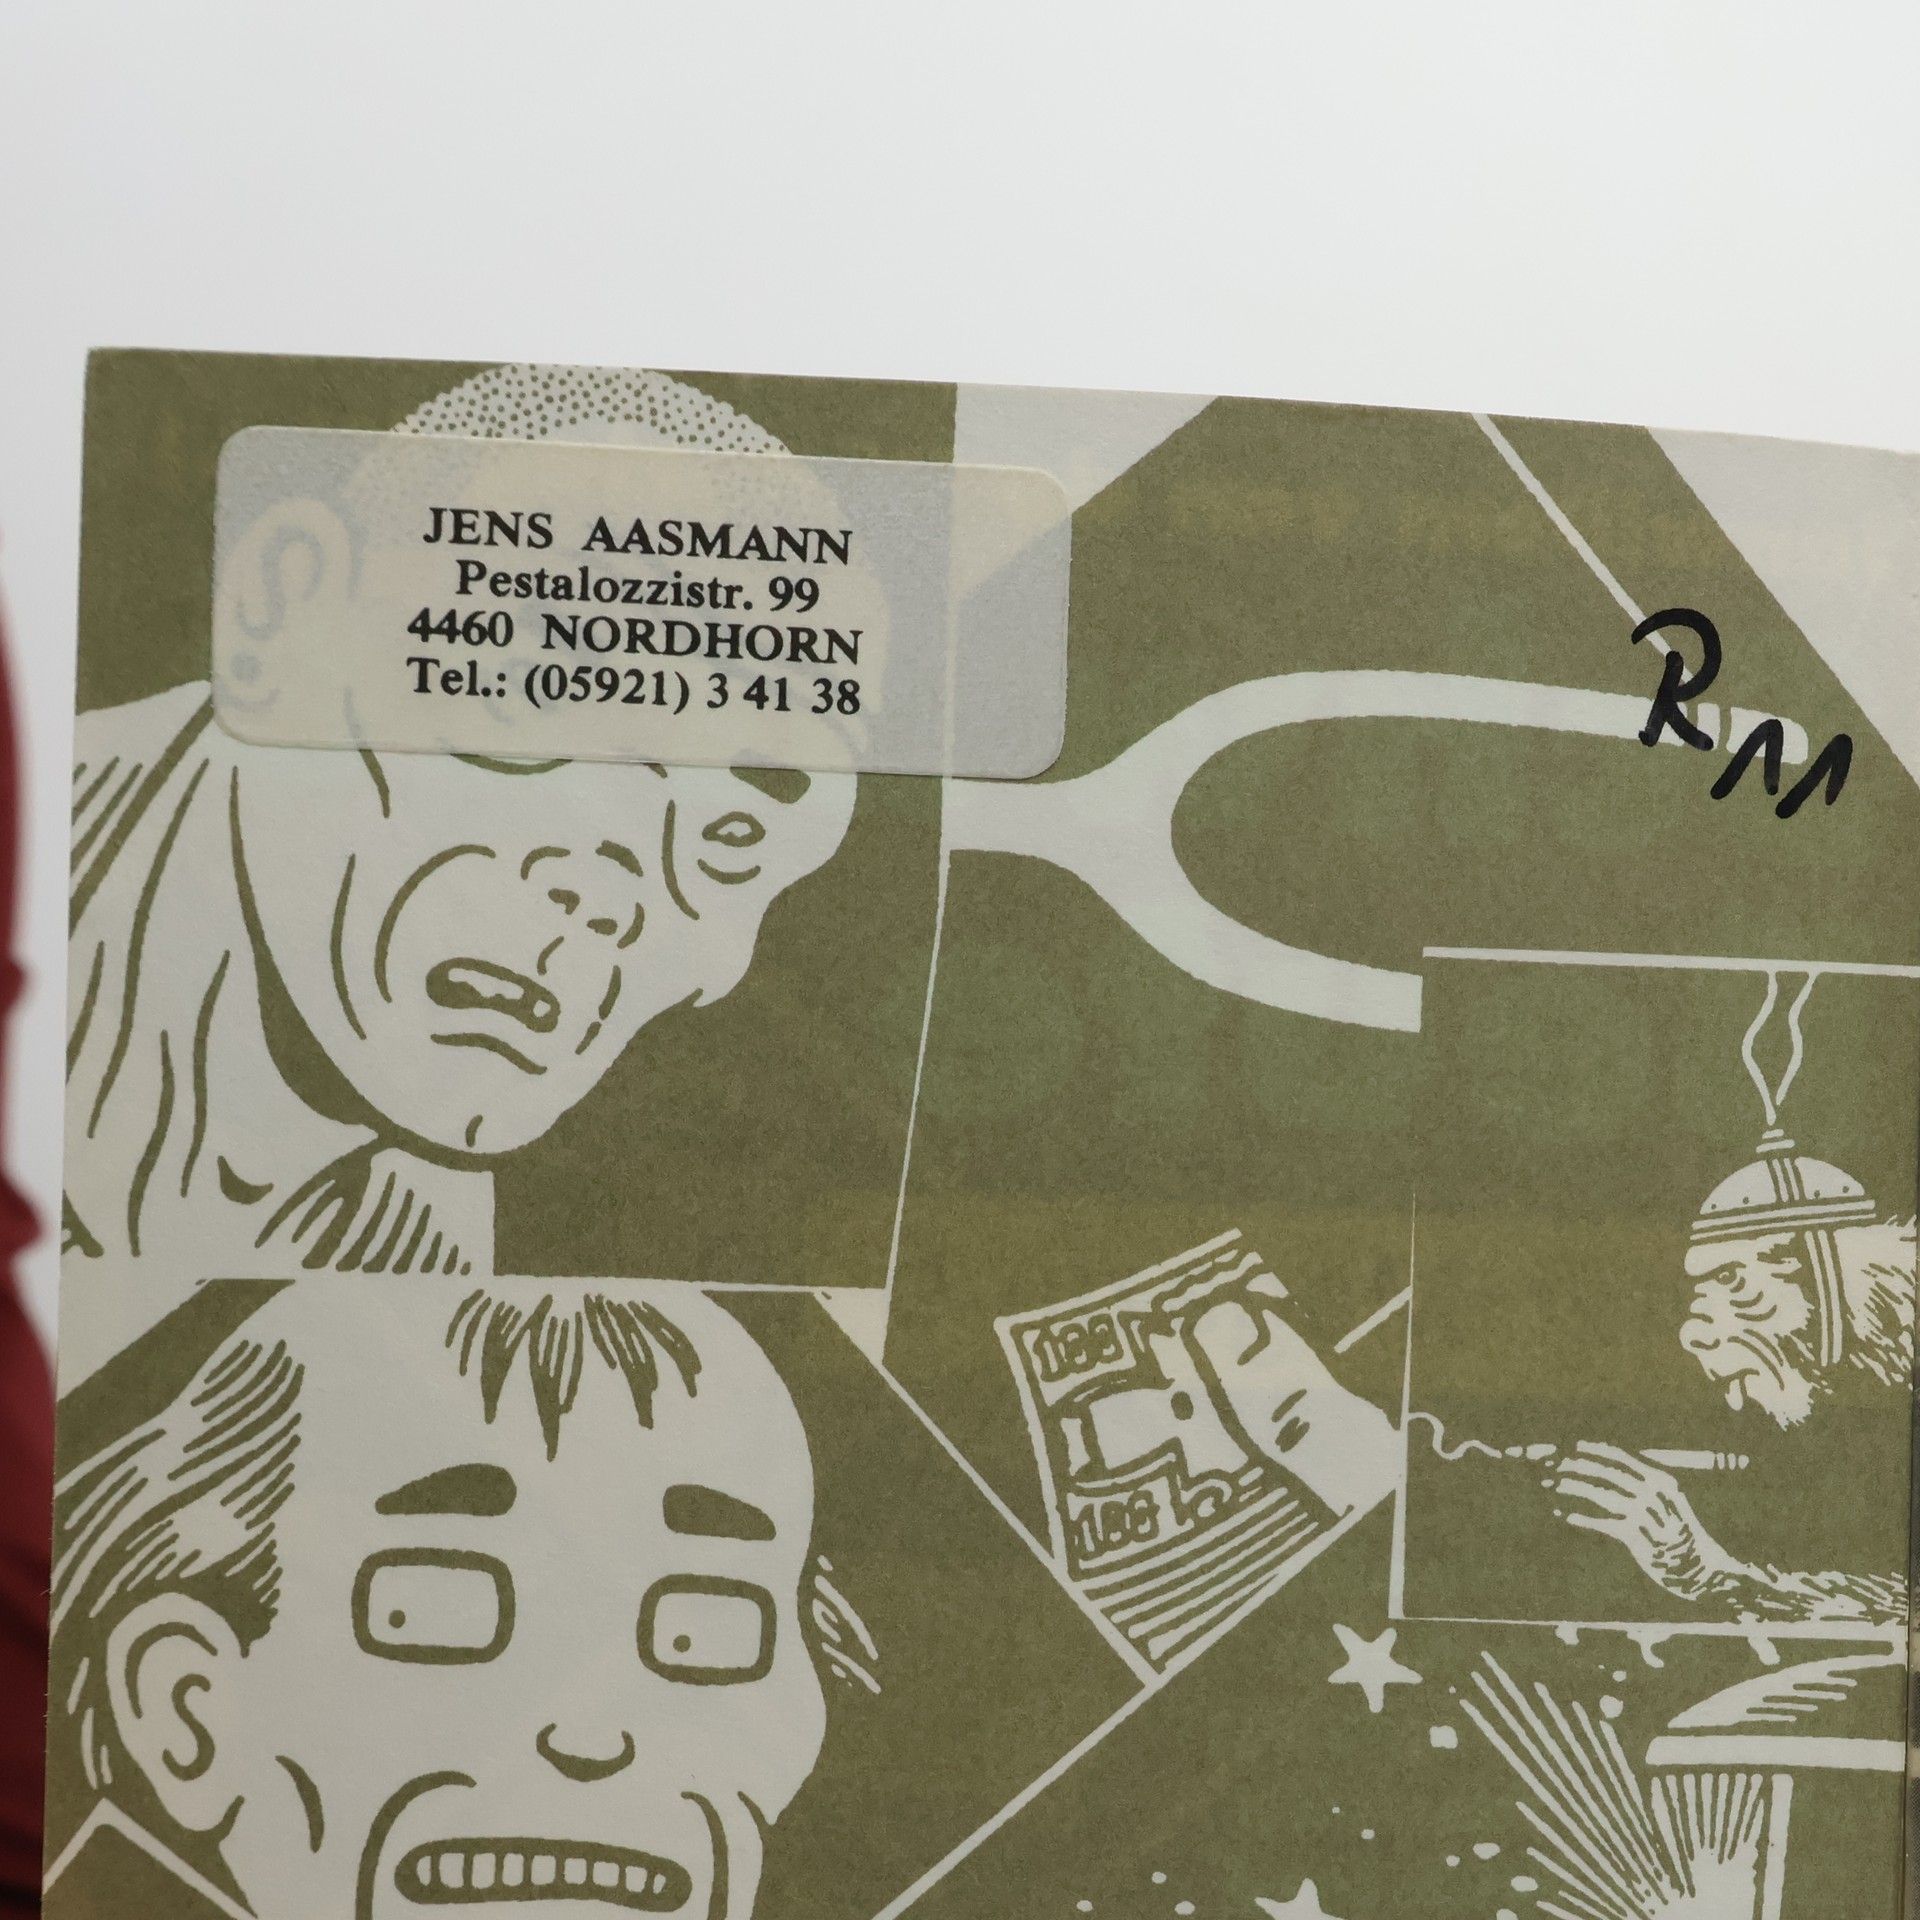 JENS AASMANN
Pestalozzistr. 99
4460 NORDHORN
Tel.: (05921) 3 41 38
R 11